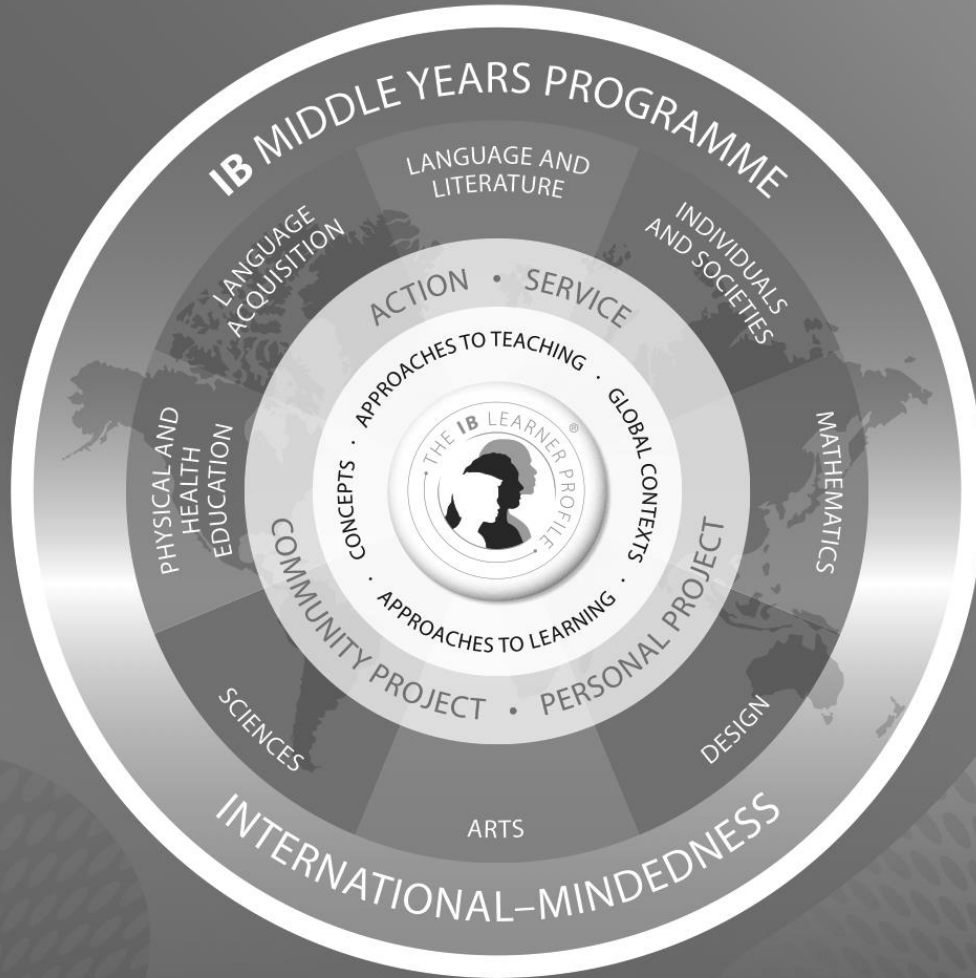 IB MIDDLE YEARS PROGRAMME
LANGUAGE AND
LITERATURE
INDIVIDUALS
AND SOCIETIES
MATHEMATICS
DESIGN
ARTS
SCIENCES
PHYSICAL AND
HEALTH
EDUCATION
LANGUAGE
ACQUISITION
ACTION • SERVICE
PERSONAL PROJECT
•
COMMUNITY PROJECT
APPROACHES TO TEACHING •
GLOBAL CONTEXTS •
APPROACHES TO LEARNING •
CONCEPTS •
• THE IB LEARNER PROFILE •
®
INTERNATIONAL–MINDEDNESS